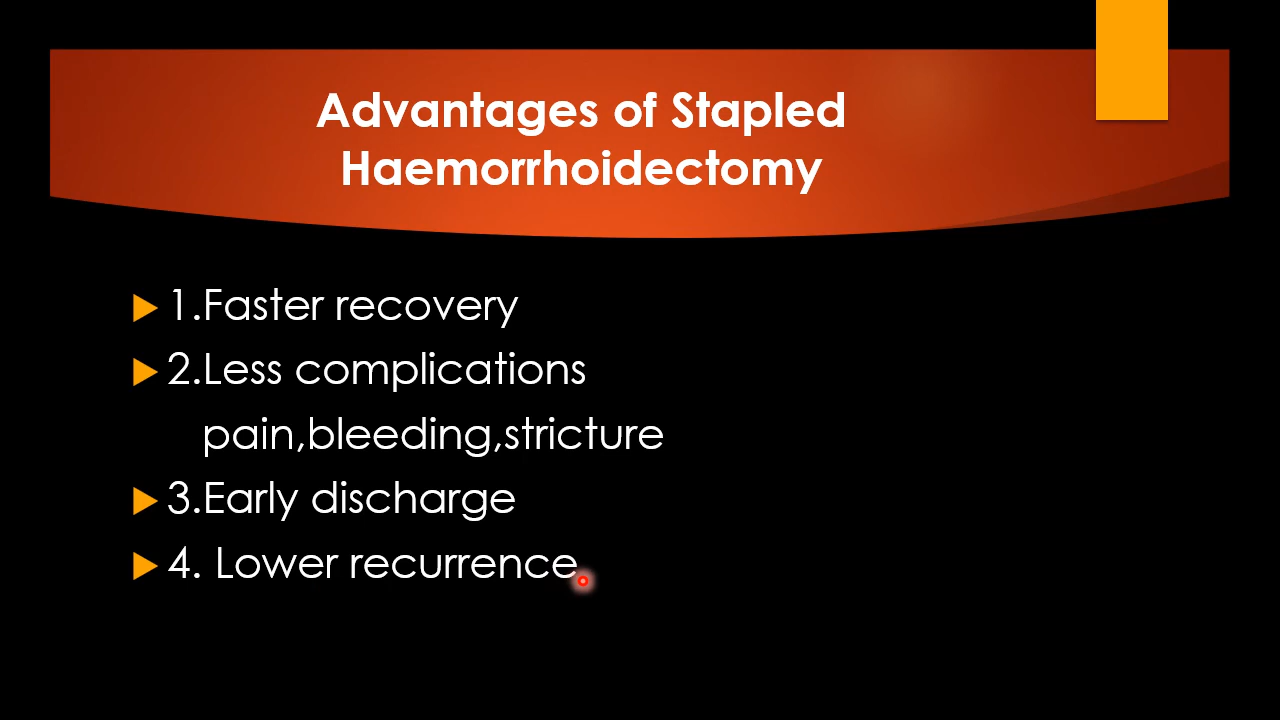 Advantages of Stapled
Haemorrhoidectomy
1.Faster recovery
2.Less complications
pain,bleeding,stricture
3.Early discharge
4. Lower recurrence